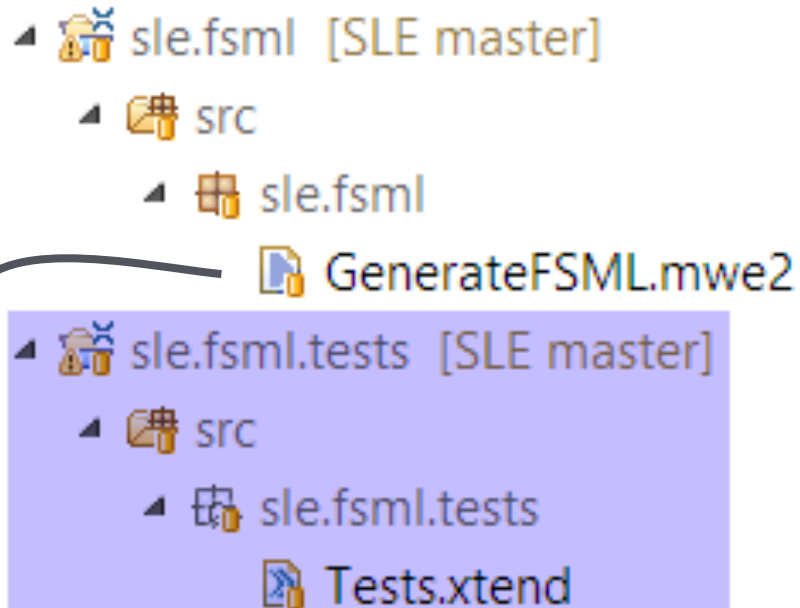 sle.fsml [SLE master]
src
sle.fsml
GenerateFSML.mwe2
sle.fsml.tests [SLE master]
src
sle.fsml.tests
Tests.xtend